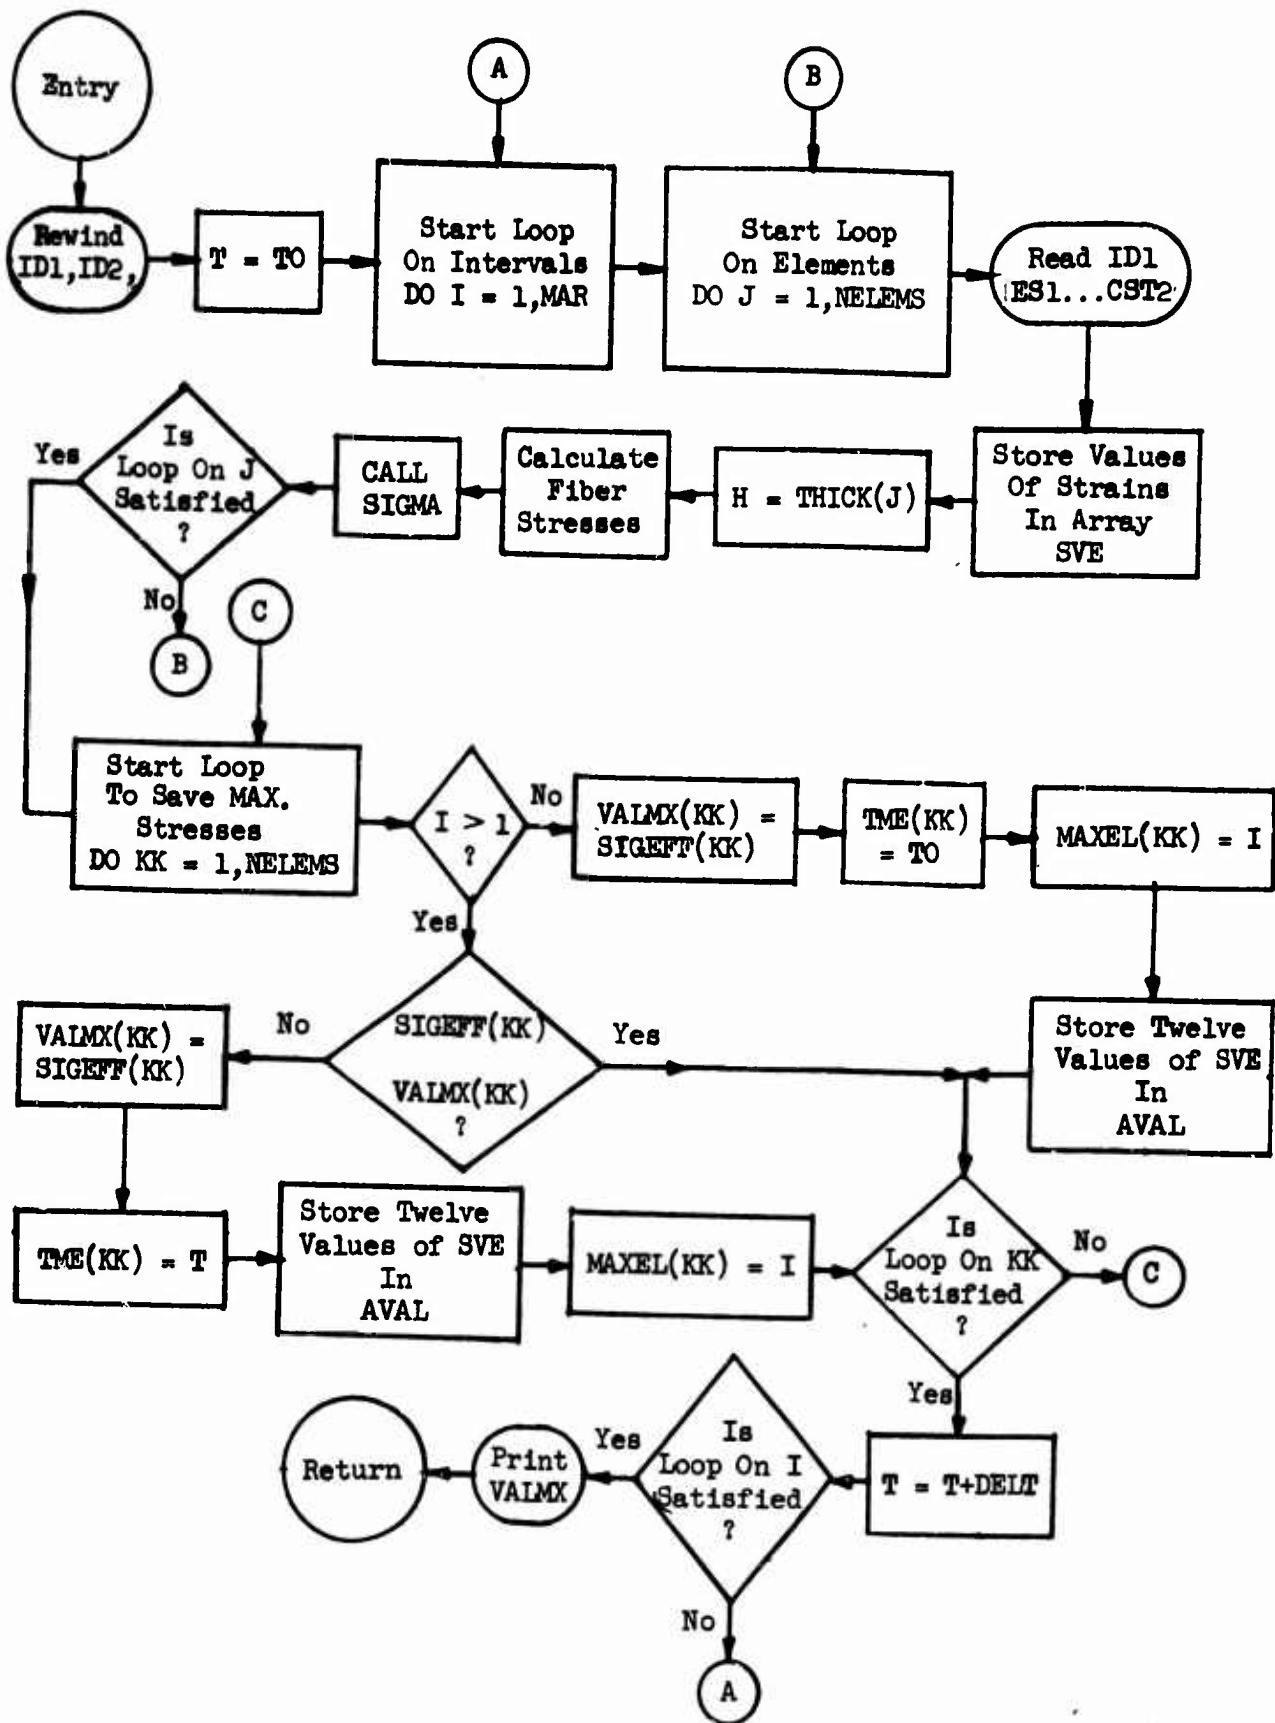 Entry
A
B
Rewind
ID1,ID2,
T = TO
Start Loop
On Intervals
DO I = 1,MAR
Start Loop
On Elements
DO J = 1,NELEMS
Read ID1
ES1...CST2
Store Values
Of Strains
In Array
SVE
H = THICK(J)
Calculate
Fiber
Stresses
CALL
SIGMA
Is
Loop On J
Satisfied
?
Yes
No
B
C
Start Loop
To Save MAX.
Stresses
DO KK = 1,NELEMS
I > 1
?
No
Yes
VALMX(KK) =
SIGEFF(KK)
TME(KK)
= TO
MAXEL(KK) = I
Store Twelve
Values of SVE
In
AVAL
SIGEFF(KK)
VALMX(KK)
?
No
Yes
VALMX(KK) =
SIGEFF(KK)
TME(KK) = T
Store Twelve
Values of SVE
In
AVAL
MAXEL(KK) = I
Is
Loop On KK
Satisfied
?
No
C
Yes
T = T+DELT
Is
Loop On I
Satisfied
?
Yes
Print
VALMX
Return
No
A